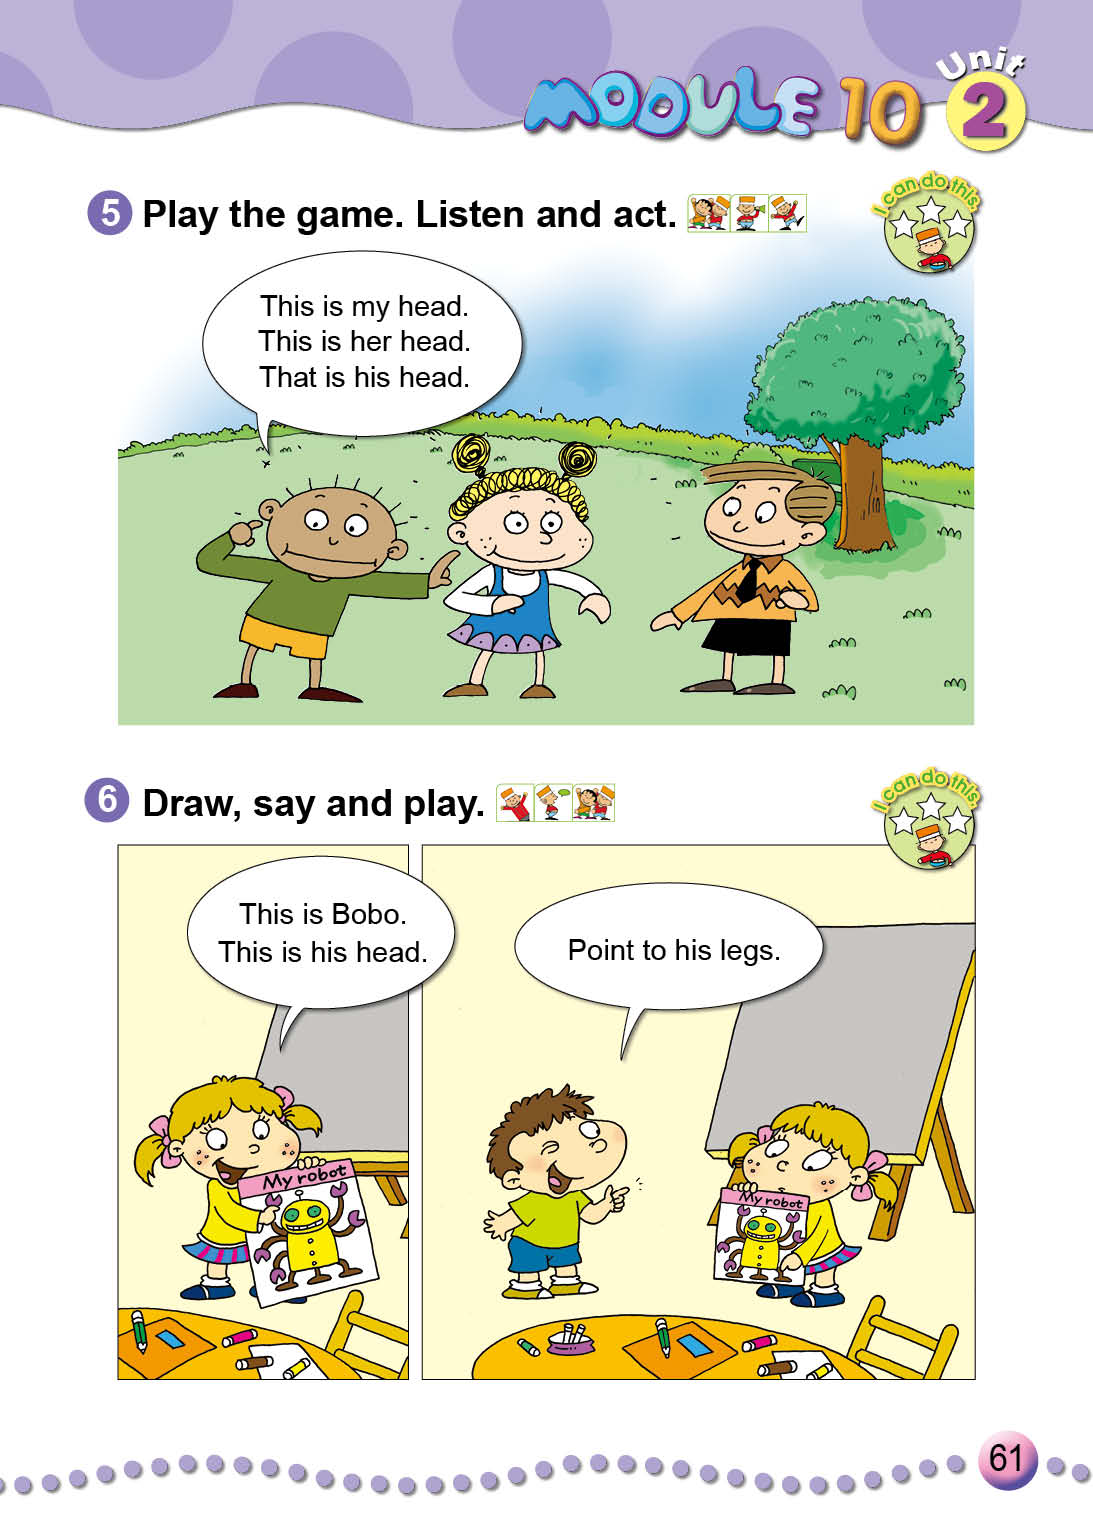 MODULE 10 Unit 2
5 Play the game. Listen and act.
I can do this.
This is my head.
This is her head.
That is his head.
6 Draw, say and play.
I can do this.
This is Bobo.
This is his head.
Point to his legs.
My robot
My robot
61